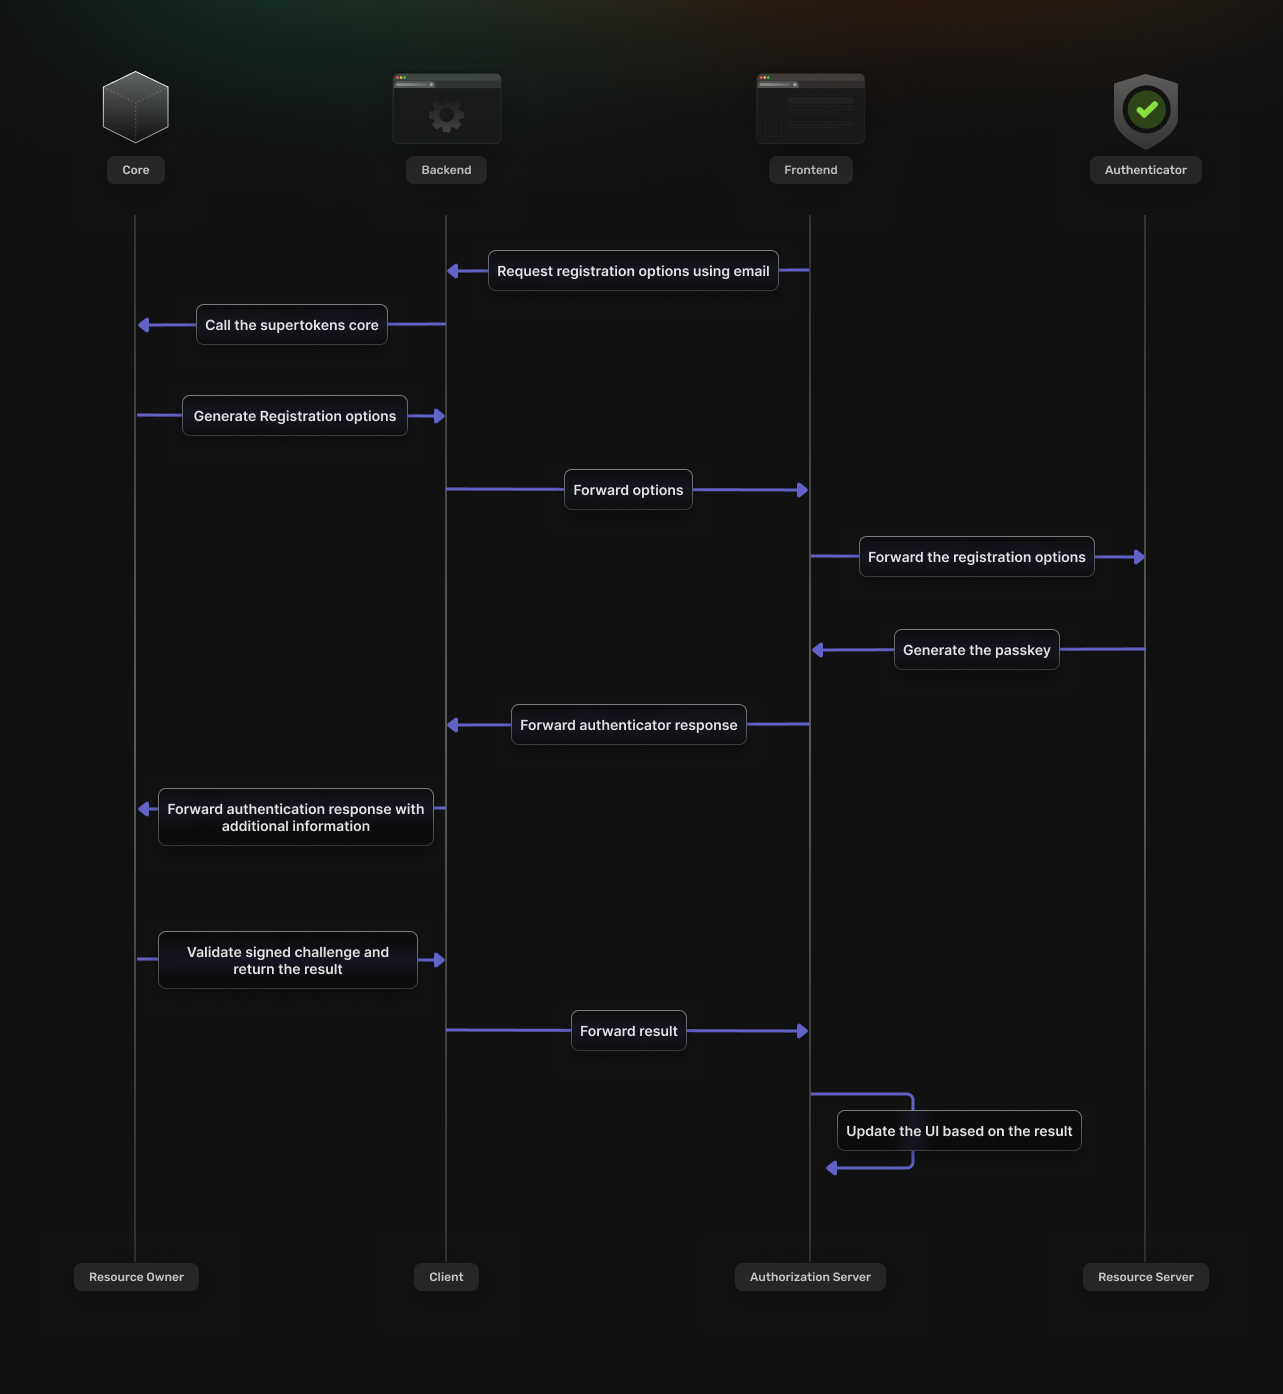 Core
Backend
Frontend
Authenticator
Request registration options using email
Call the supertokens core
Generate Registration options
Forward options
Forward the registration options
Generate the passkey
Forward authenticator response
Forward authentication response with
additional information
Validate signed challenge and
return the result
Forward result
Update the UI based on the result
Resource Owner
Client
Authorization Server
Resource Server